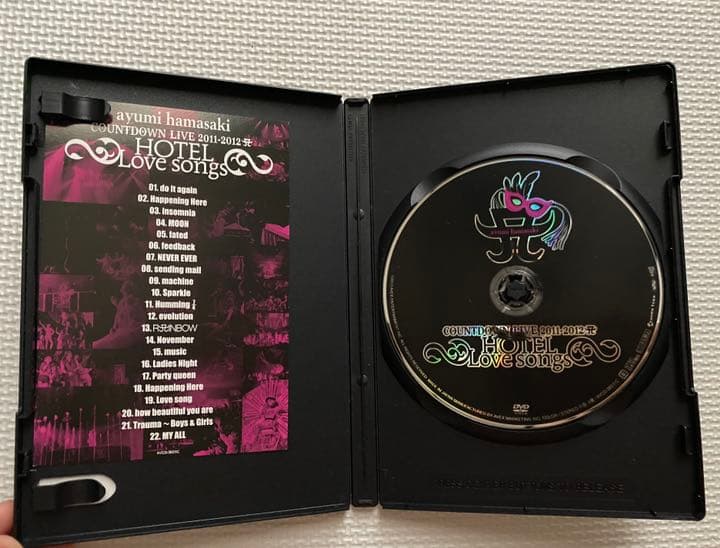 ayumi hamasaki
COUNTDOWN LIVE 2011-2012 A
HOTEL
Love songs
01. do it again
02. Happening Here
03. insomnia
04. MOON
05. fated
06. feedback
07. NEVER EVER
08. sending mail
09. machine
10. Sparkle
11. Humming 7/4
12. evolution
13. RAINBOW
14. November
15. music
16. Ladies Night
17. Party queen
18. Happening Here
19. Love song
20. how beautiful you are
21. Trauma ~ Boys & Girls
22. MY ALL
ayumi hamasaki
COUNTDOWN LIVE 2011-2012 A
HOTEL
Love songs
DVD